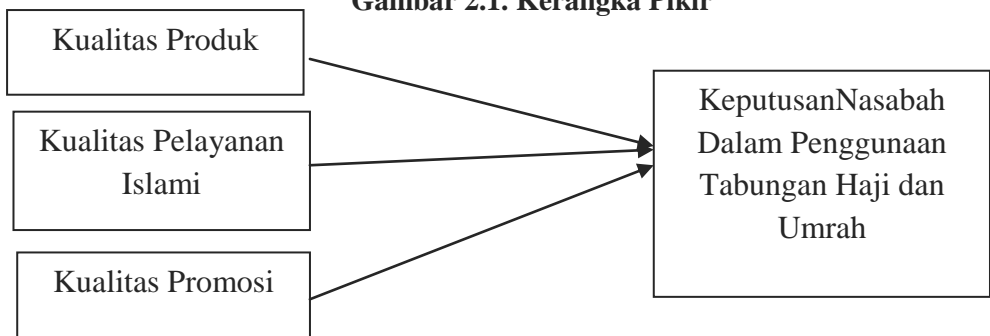 Gambar 2.1. Kerangka Pikir
Kualitas Produk
Kualitas Pelayanan
Islami
Kualitas Promosi
KeputusanNasabah
Dalam Penggunaan
Tabungan Haji dan
Umrah